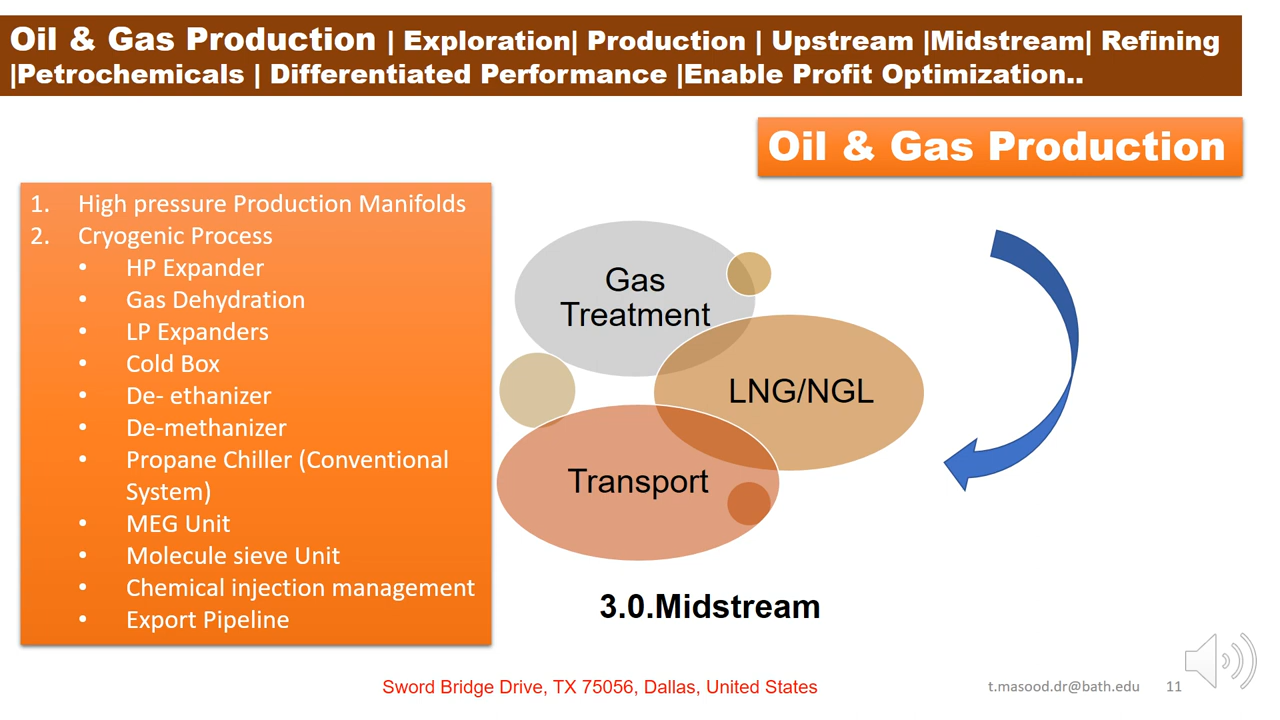 Oil & Gas Production | Exploration| Production | Upstream |Midstream| Refining
|Petrochemicals | Differentiated Performance |Enable Profit Optimization..
Oil & Gas Production
1. High pressure Production Manifolds
2. Cryogenic Process
• HP Expander
• Gas Dehydration
• LP Expanders
• Cold Box
• De- ethanizer
• De-methanizer
• Propane Chiller (Conventional
System)
• MEG Unit
• Molecule sieve Unit
• Chemical injection management
• Export Pipeline
Gas
Treatment
LNG/NGL
Transport
3.0.Midstream
Sword Bridge Drive, TX 75056, Dallas, United States
t.masood.dr@bath.edu
11